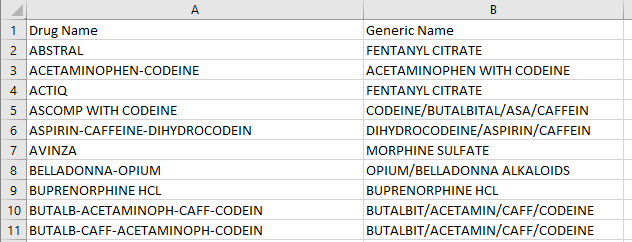 A B
1 Drug Name Generic Name
2 ABSTRAL FENTANYL CITRATE
3 ACETAMINOPHEN-CODEINE ACETAMINOPHEN WITH CODEINE
4 ACTIQ FENTANYL CITRATE
5 ASCOMP WITH CODEINE CODEINE/BUTALBITAL/ASA/CAFFEIN
6 ASPIRIN-CAFFEINE-DIHYDROCODEIN DIHYDROCODEINE/ASPIRIN/CAFFEIN
7 AVINZA MORPHINE SULFATE
8 BELLADONNA-OPIUM OPIUM/BELLADONNA ALKALOIDS
9 BUPRENORPHINE HCL BUPRENORPHINE HCL
10 BUTALB-ACETAMINOPH-CAFF-CODEIN BUTALBIT/ACETAMIN/CAFF/CODEINE
11 BUTALB-CAFF-ACETAMINOPH-CODEIN BUTALBIT/ACETAMIN/CAFF/CODEINE